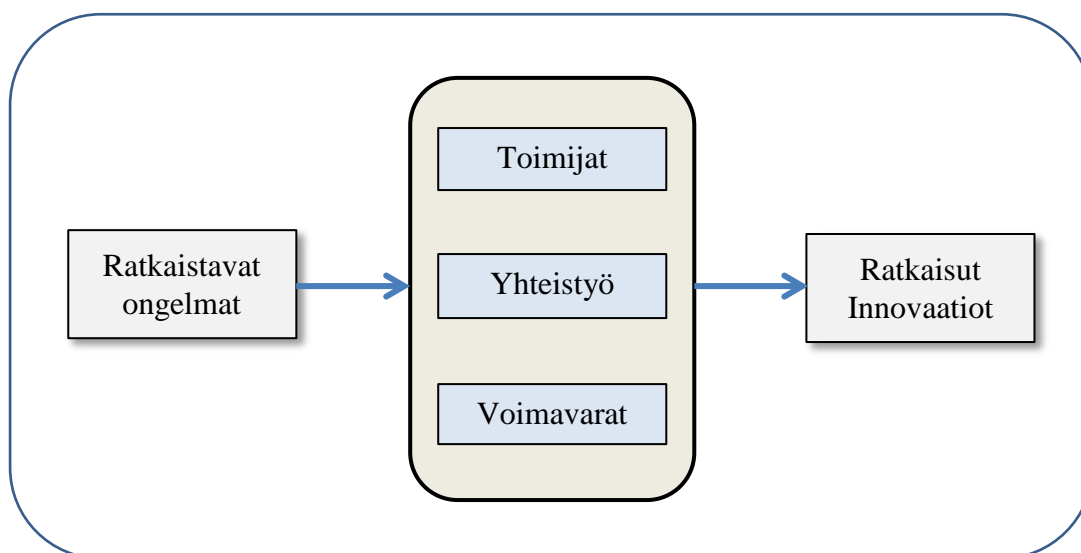 Ratkaistavat
ongelmat
Toimijat
Yhteistyö
Voimavarat
Ratkaisut
Innovaatiot